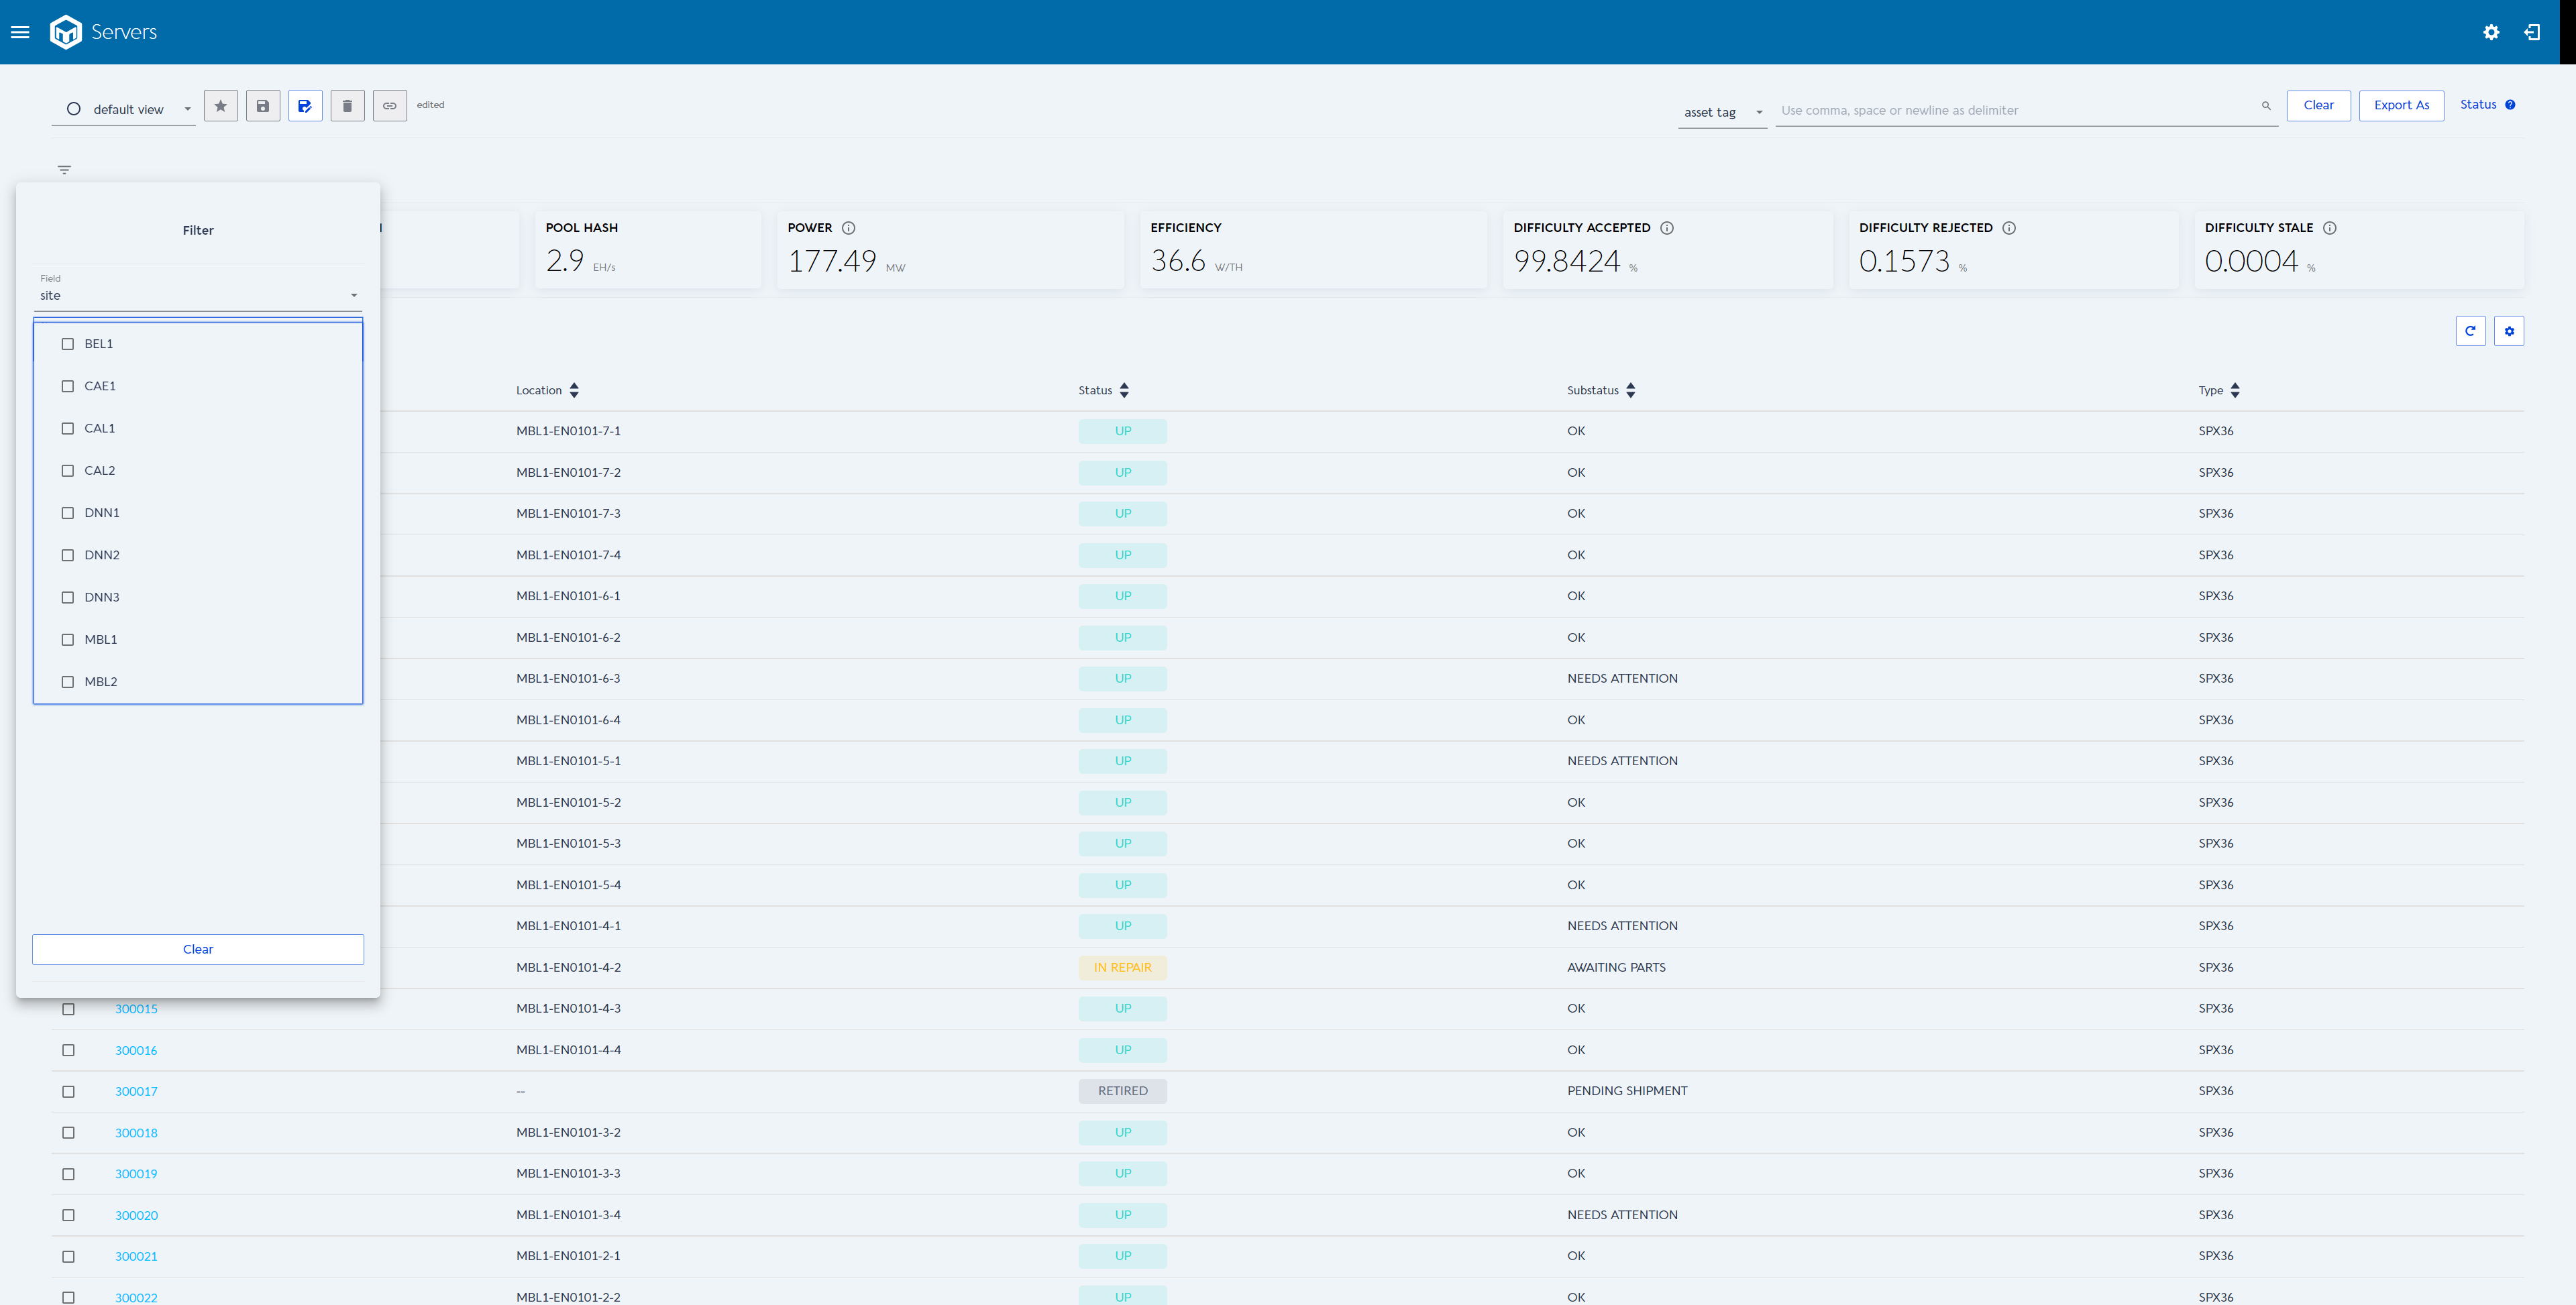 Servers
default view
edited
asset tag
Use comma, space or newline as delimiter
Clear
Export As
Status
Filter
Field
site
BEL1
CAE1
CAL1
CAL2
DNN1
DNN2
DNN3
MBL1
MBL2
Clear
POOL HASH
2.9 EH/s
POWER
177.49 MW
EFFICIENCY
36.6 W/TH
DIFFICULTY ACCEPTED
99.8424 %
DIFFICULTY REJECTED
0.1573 %
DIFFICULTY STALE
0.0004 %
Location Status Substatus Type
MBL1-EN0101-7-1 UP OK SPX36
MBL1-EN0101-7-2 UP OK SPX36
MBL1-EN0101-7-3 UP OK SPX36
MBL1-EN0101-7-4 UP OK SPX36
MBL1-EN0101-6-1 UP OK SPX36
MBL1-EN0101-6-2 UP OK SPX36
MBL1-EN0101-6-3 UP NEEDS ATTENTION SPX36
MBL1-EN0101-6-4 UP OK SPX36
MBL1-EN0101-5-1 UP NEEDS ATTENTION SPX36
MBL1-EN0101-5-2 UP OK SPX36
MBL1-EN0101-5-3 UP OK SPX36
MBL1-EN0101-5-4 UP OK SPX36
MBL1-EN0101-4-1 UP NEEDS ATTENTION SPX36
MBL1-EN0101-4-2 IN REPAIR AWAITING PARTS SPX36
300015 MBL1-EN0101-4-3 UP OK SPX36
300016 MBL1-EN0101-4-4 UP OK SPX36
300017 -- RETIRED PENDING SHIPMENT SPX36
300018 MBL1-EN0101-3-2 UP OK SPX36
300019 MBL1-EN0101-3-3 UP OK SPX36
300020 MBL1-EN0101-3-4 UP NEEDS ATTENTION SPX36
300021 MBL1-EN0101-2-1 UP OK SPX36
300022 MBL1-EN0101-2-2 UP OK SPX36